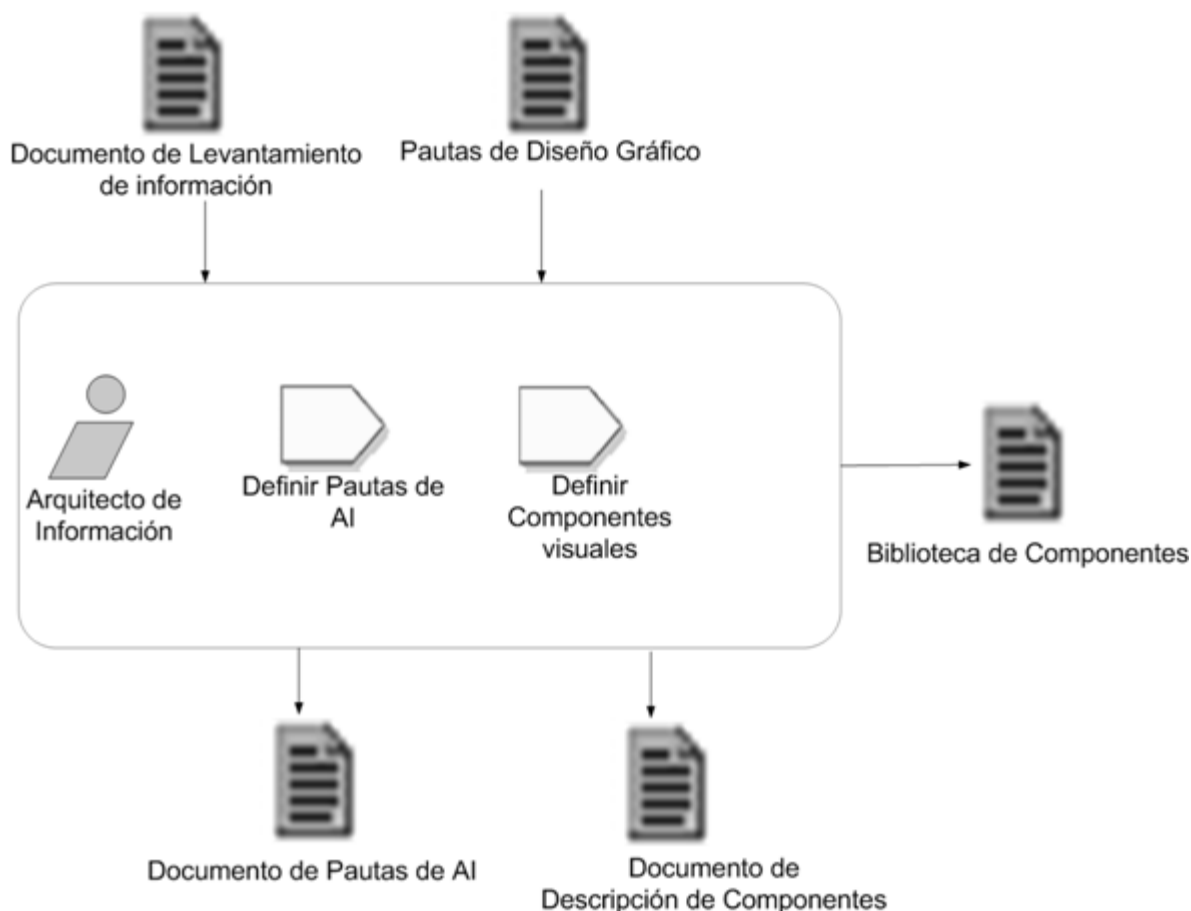 Documento de Levantamiento
de información
Pautas de Diseño Gráfico
Arquitecto de
Información
Definir Pautas de
AI
Definir
Componentes
visuales
Biblioteca de Componentes
Documento de Pautas de AI
Documento de
Descripción de Componentes